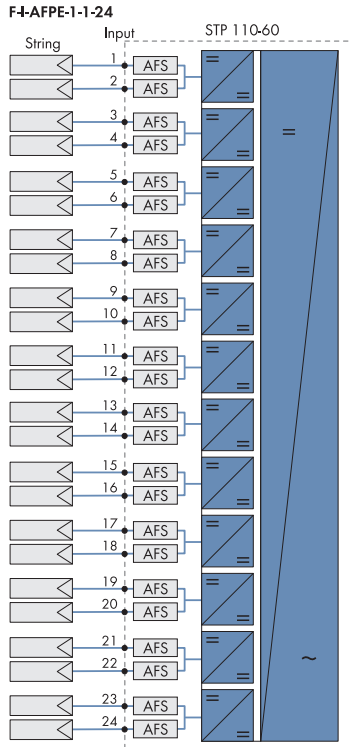 F-I-AFPE-1-1-24
String Input STP 110-60
1 AFS
2 AFS
3 AFS
4 AFS
5 AFS
6 AFS
7 AFS
8 AFS
9 AFS
10 AFS
11 AFS
12 AFS
13 AFS
14 AFS
15 AFS
16 AFS
17 AFS
18 AFS
19 AFS
20 AFS
21 AFS
22 AFS
23 AFS
24 AFS